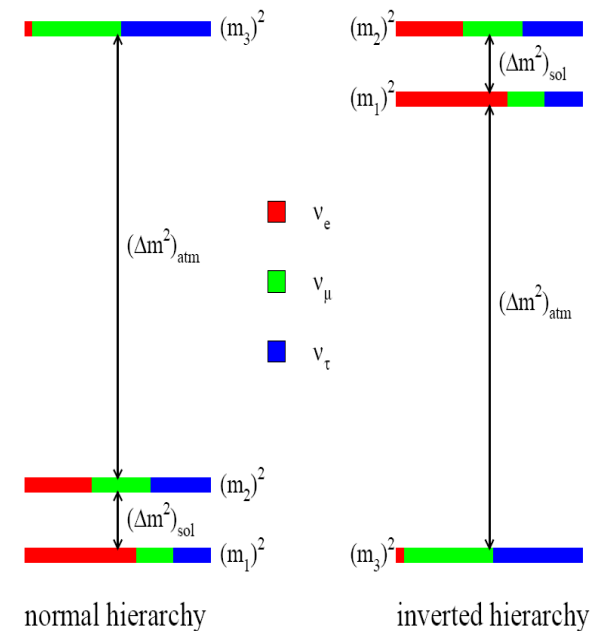 (m₃)²
(Δm²)atm
(m₂)²
(Δm²)sol
(m₁)²
normal hierarchy
νe
νμ
ντ
(m₂)²
(Δm²)sol
(m₁)²
(Δm²)atm
(m₃)²
inverted hierarchy